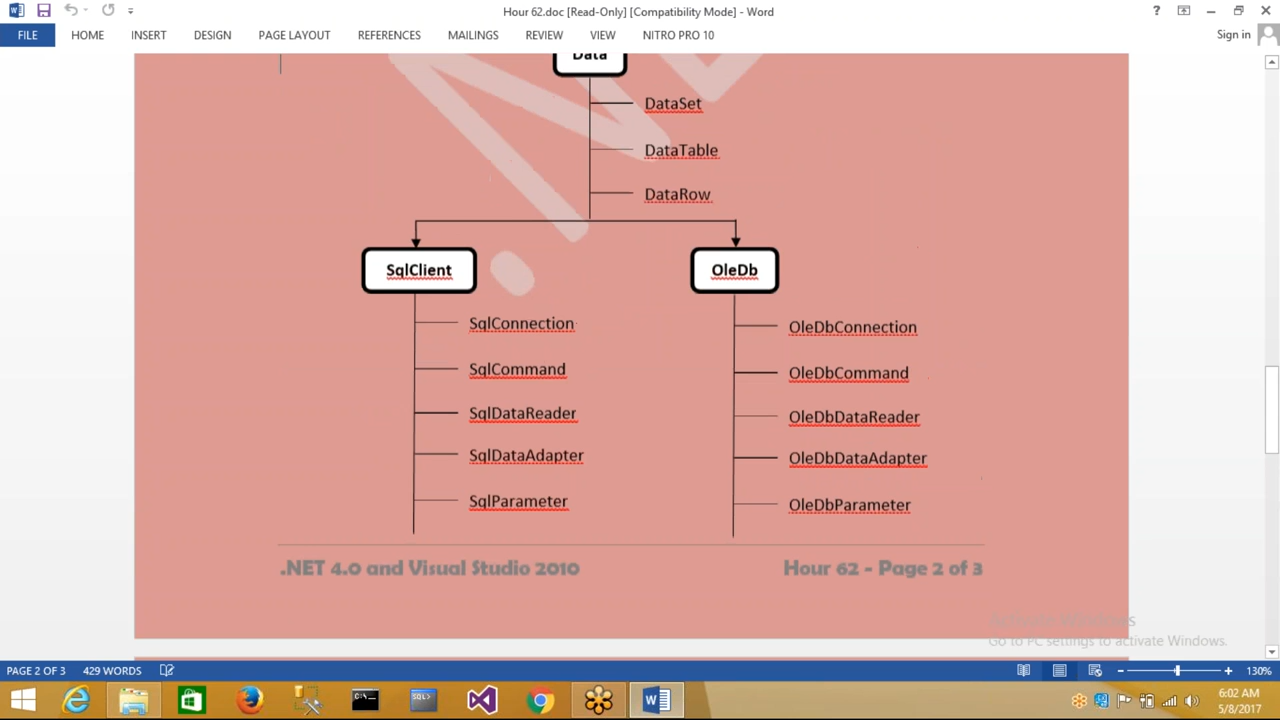 Hour 62.doc [Read-Only] [Compatibility Mode] - Word
?
FILE HOME INSERT DESIGN PAGE LAYOUT REFERENCES MAILINGS REVIEW VIEW NITRO PRO 10 Sign in
Data
DataSet
DataTable
DataRow
SqlClient OleDb
SqlConnection OleDbConnection
SqlCommand OleDbCommand
SqlDataReader OleDbDataReader
SqlDataAdapter OleDbDataAdapter
SqlParameter OleDbParameter
.NET 4.0 and Visual Studio 2010 Hour 62 - Page 2 of 3
Activate Windows
Go to PC settings to activate Windows.
PAGE 2 OF 3 429 WORDS 130%
6:02 AM
5/8/2017